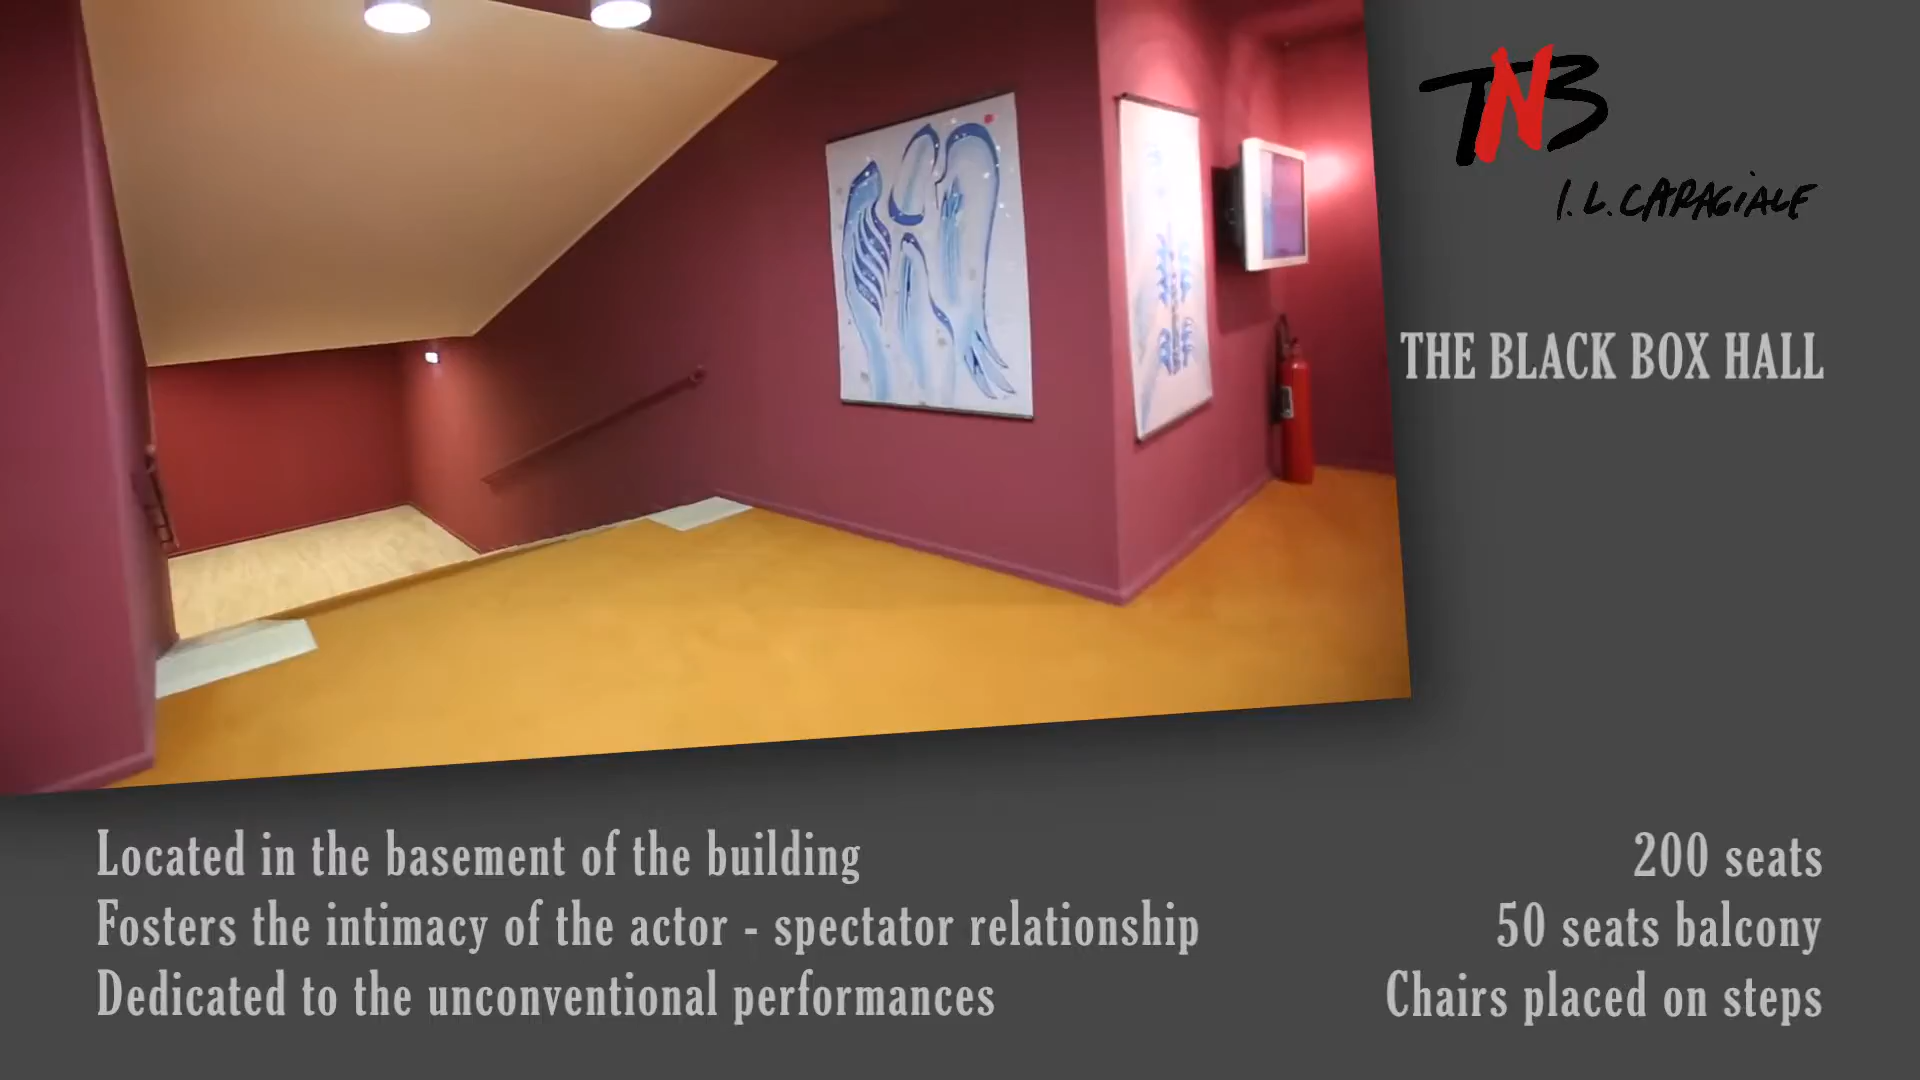 TNB
I. L. CARAGIALE
THE BLACK BOX HALL
Located in the basement of the building
Fosters the intimacy of the actor - spectator relationship
Dedicated to the unconventional performances
200 seats
50 seats balcony
Chairs placed on steps